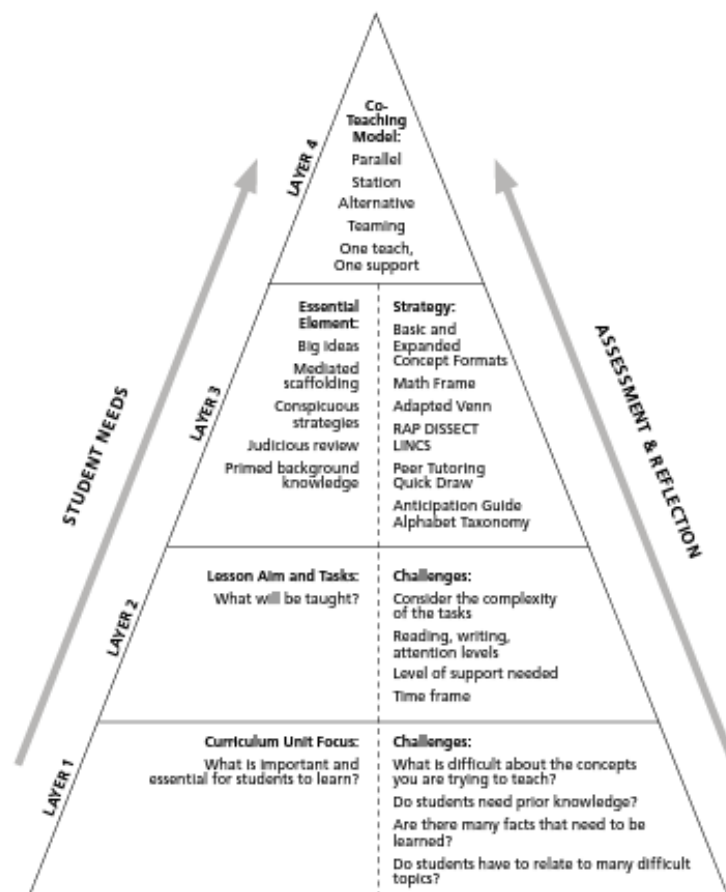 Co-
Teaching
Model:
Parallel
Station
Alternative
Teaming
One teach,
One support
LAYER 4
Essential
Element:
Big ideas
Mediated
scaffolding
Conspicuous
strategies
Judicious review
Primed background
knowledge
Strategy:
Basic and
Expanded
Concept Formats
Math Frame
Adapted Venn
RAP DISSECT
LINCS
Peer Tutoring
Quick Draw
Anticipation Guide
Alphabet Taxonomy
LAYER 3
STUDENT NEEDS
ASSESSMENT & REFLECTION
Lesson Aim and Tasks:
What will be taught?
Challenges:
Consider the complexity
of the tasks
Reading, writing,
attention levels
Level of support needed
Time frame
LAYER 2
Curriculum Unit Focus:
What is important and
essential for students to learn?
Challenges:
What is difficult about the concepts
you are trying to teach?
Do students need prior knowledge?
Are there many facts that need to be
learned?
Do students have to relate to many difficult
topics?
LAYER 1